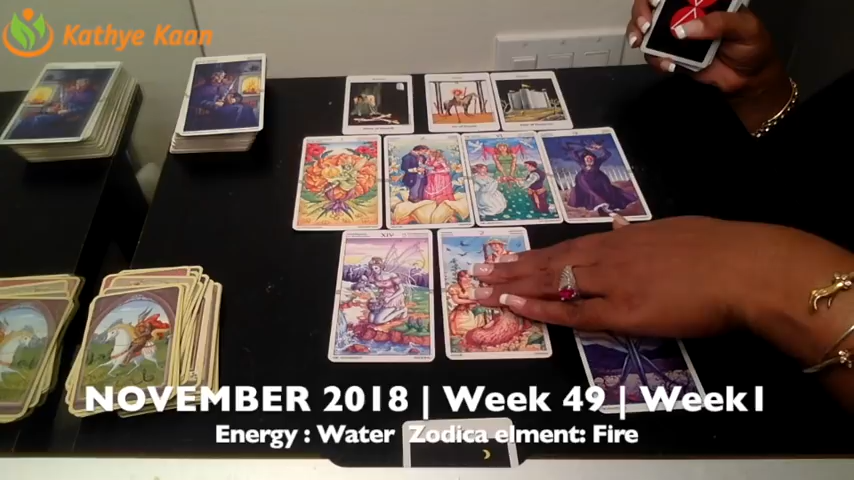 Kathye Kaan
XIV
NOVEMBER 2018 | Week 49 | Week1
Energy : Water Zodica elment: Fire